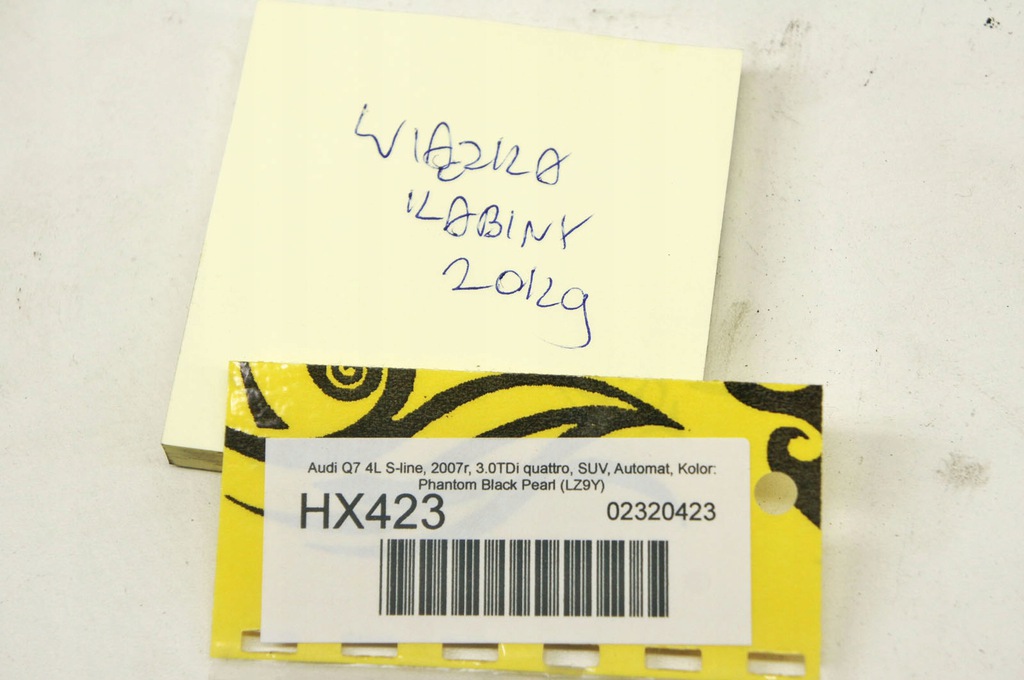 WIĄZKA
KABINY
20kg
Audi Q7 4L S-line, 2007r, 3.0TDi quattro, SUV, Automat, Kolor:
Phantom Black Pearl (LZ9Y)
HX423
02320423